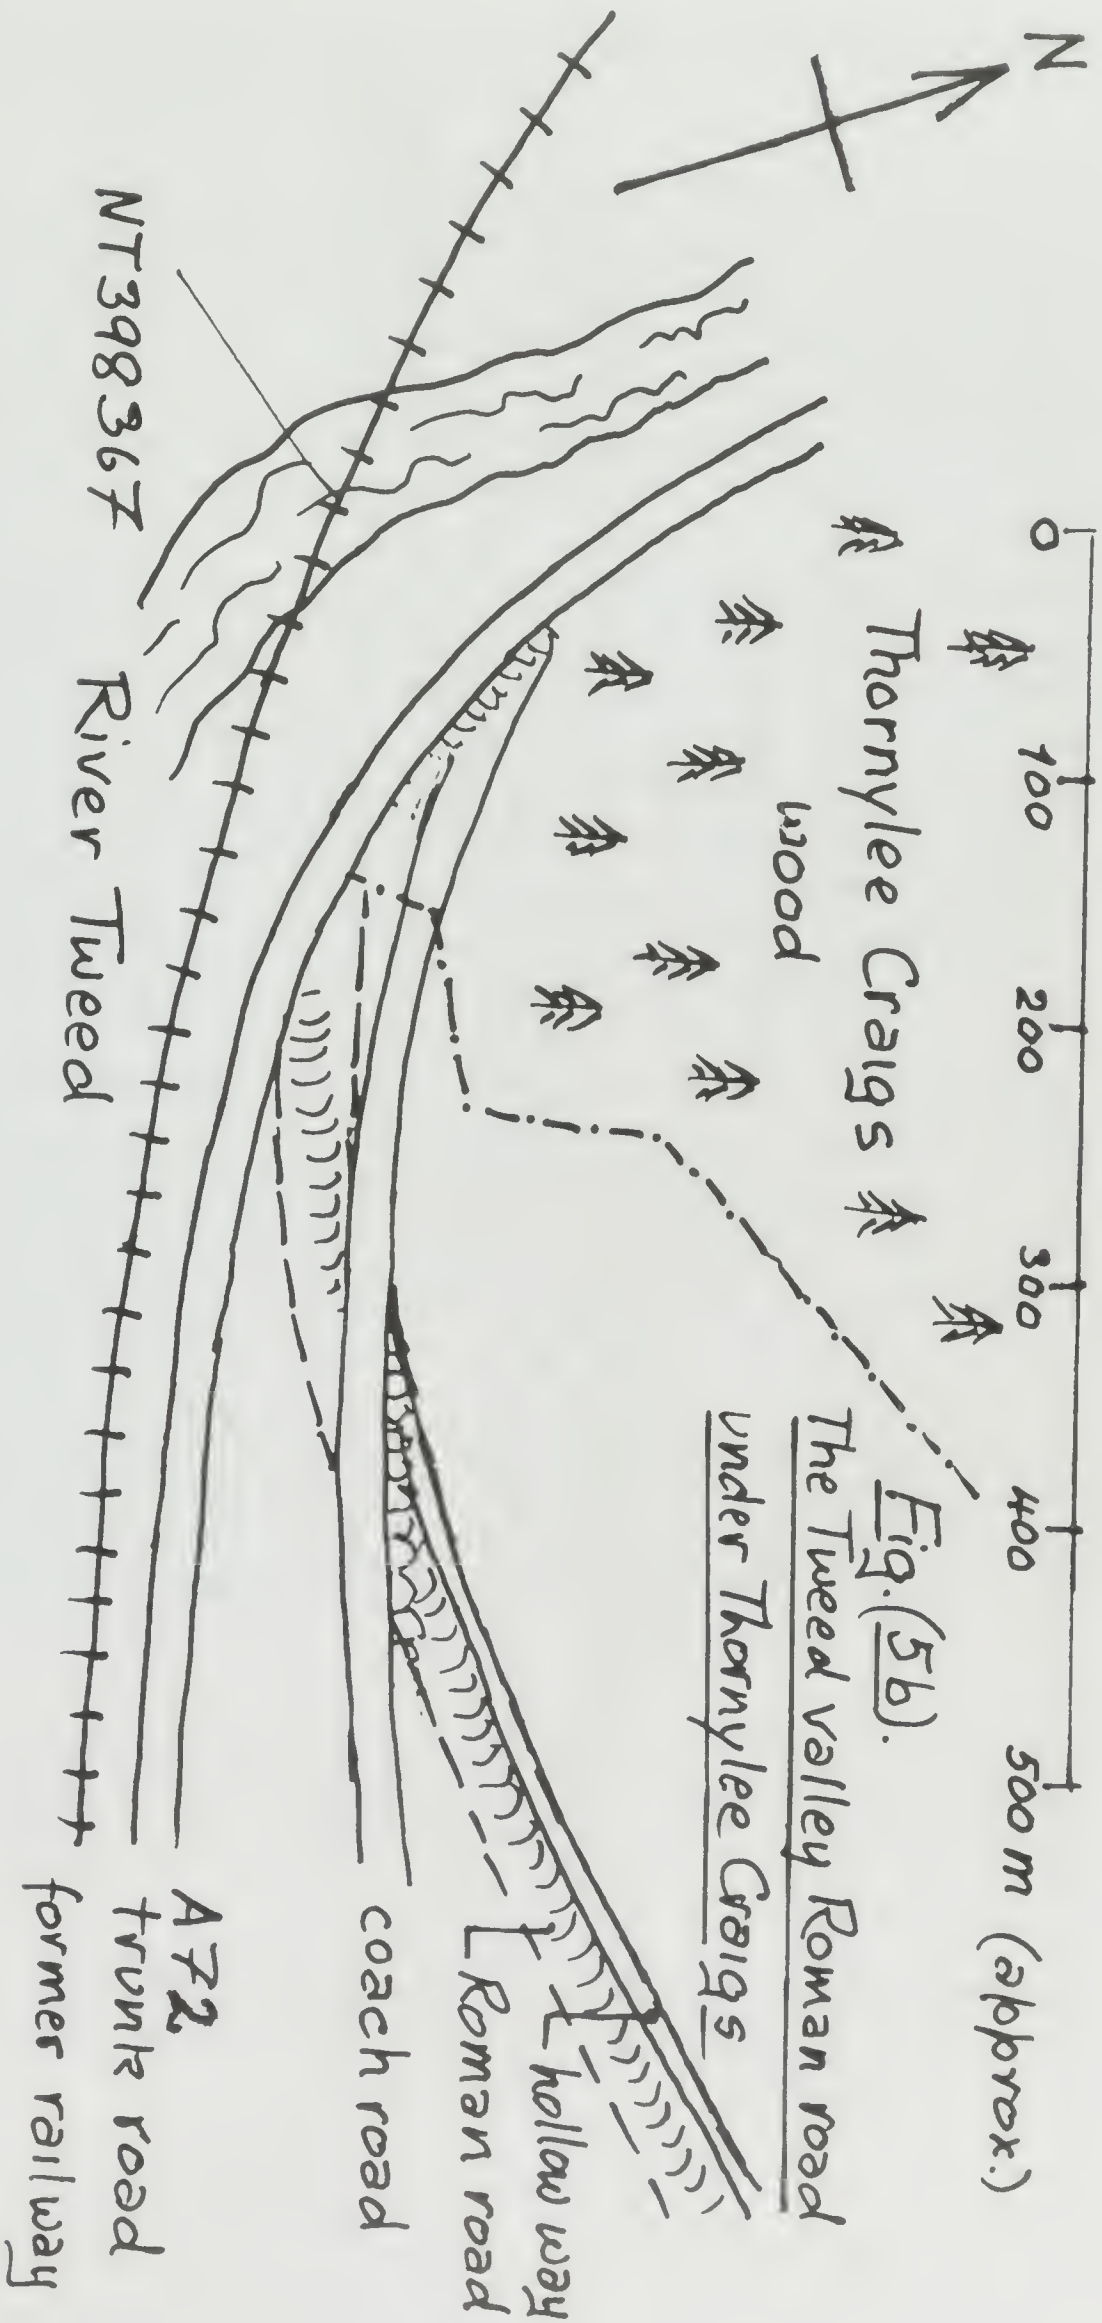 N
0 100 200 300 400 500 m (approx.)
Fig. (5b).
The Tweed valley Roman road
under Thornylee Craigs
Thornylee Craigs
wood
hollow way
Roman road
coach road
A72
trunk road
former railway
River Tweed
NT398367